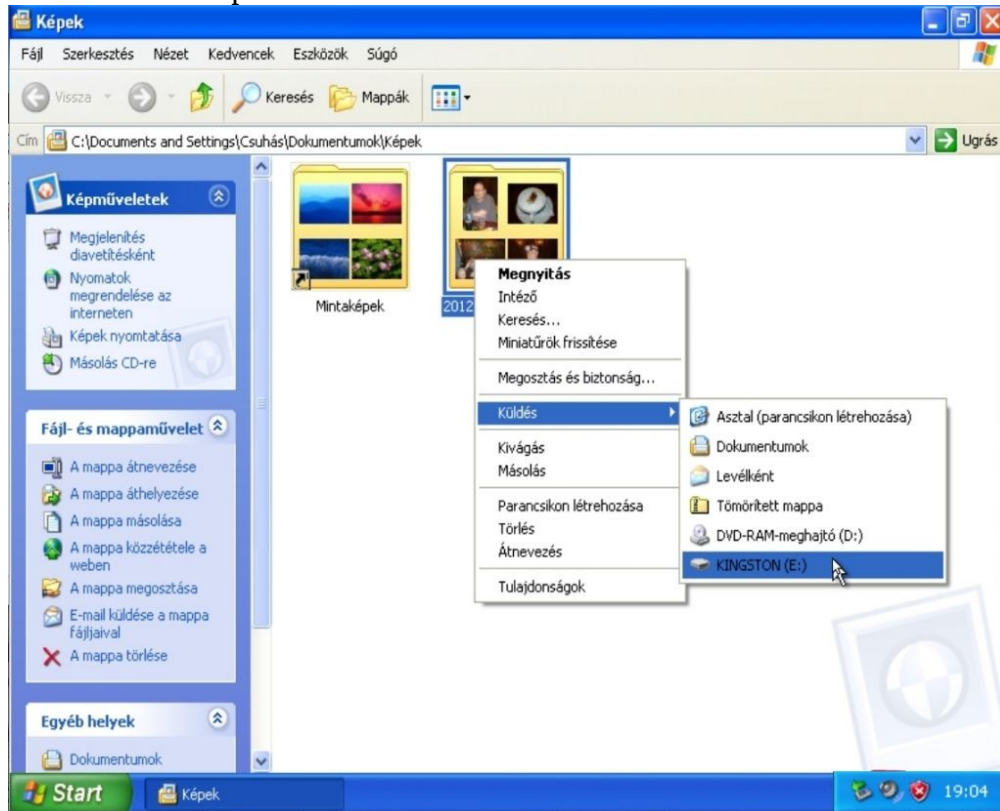 Képek
Fájl Szerkesztés Nézet Kedvencek Eszközök Súgó
Vissza Keresés Mappák
Cím C:\Documents and Settings\Csuhás\Dokumentumok\Képek Ugrás
Képműveletek
Megjelenítés
diavetítésként
Nyomatok
megrendelése az
interneten
Képek nyomtatása
Másolás CD-re
Fájl- és mappaművelet
A mappa átnevezése
A mappa áthelyezése
A mappa másolása
A mappa közzététele a
weben
A mappa megosztása
E-mail küldése a mappa
fájljaival
A mappa törlése
Egyéb helyek
Dokumentumok
Mintaképek
2012
Megnyitás
Intéző
Keresés...
Miniatűrök frissítése
Megosztás és biztonság...
Küldés
Kivágás
Másolás
Parancsikon létrehozása
Törlés
Átnevezés
Tulajdonságok
Asztal (parancsikon létrehozása)
Dokumentumok
Levélként
Tömörített mappa
DVD-RAM-meghajtó (D:)
KINGSTON (E:)
Start Képek 19:04